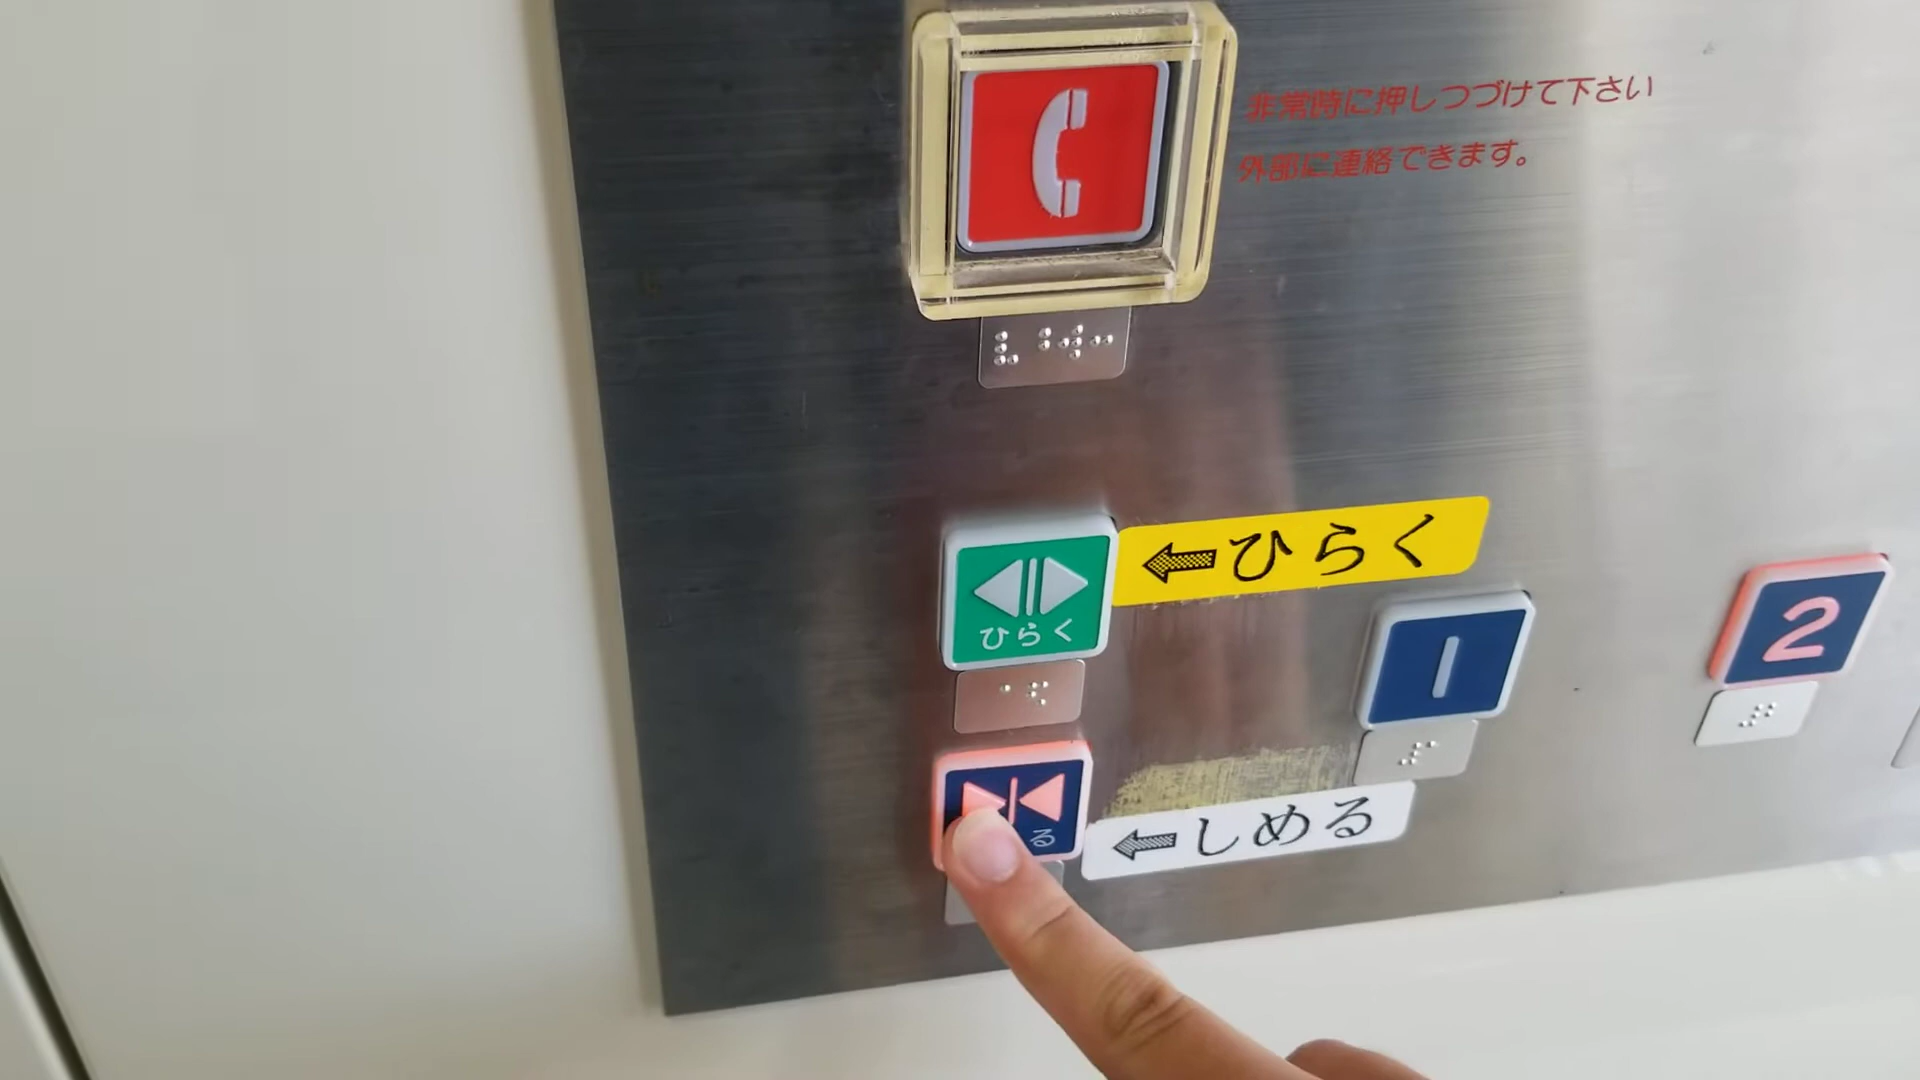 非常時に押しつづけて下さい
外部に連絡できます。
←ひらく
ひらく
1
2
る
←しめる